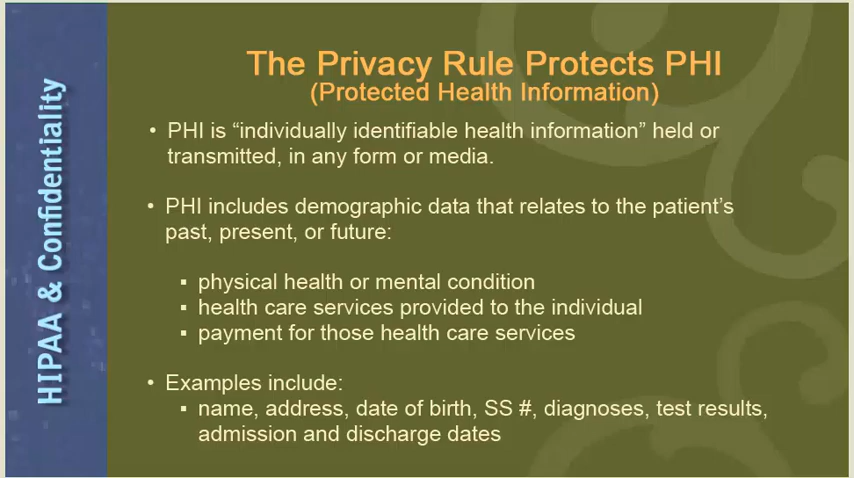 HIPAA & Confidentiality
The Privacy Rule Protects PHI
(Protected Health Information)
• PHI is “individually identifiable health information” held or
transmitted, in any form or media.
• PHI includes demographic data that relates to the patient’s
past, present, or future:
▪ physical health or mental condition
▪ health care services provided to the individual
▪ payment for those health care services
• Examples include:
▪ name, address, date of birth, SS #, diagnoses, test results,
admission and discharge dates